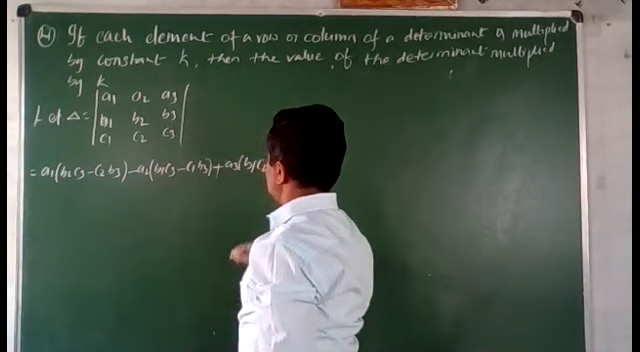 (4) If each element of a row or column of a determinant is multiplied
by constant k, then the value of the determinant multiplied
by k
Let Δ = | a1 a2 a3 |
| b1 b2 b3 |
| c1 c2 c3 |
= a1(b2c3 - c2b3) - a2(b1c3 - c1b3) + a3(b1c2